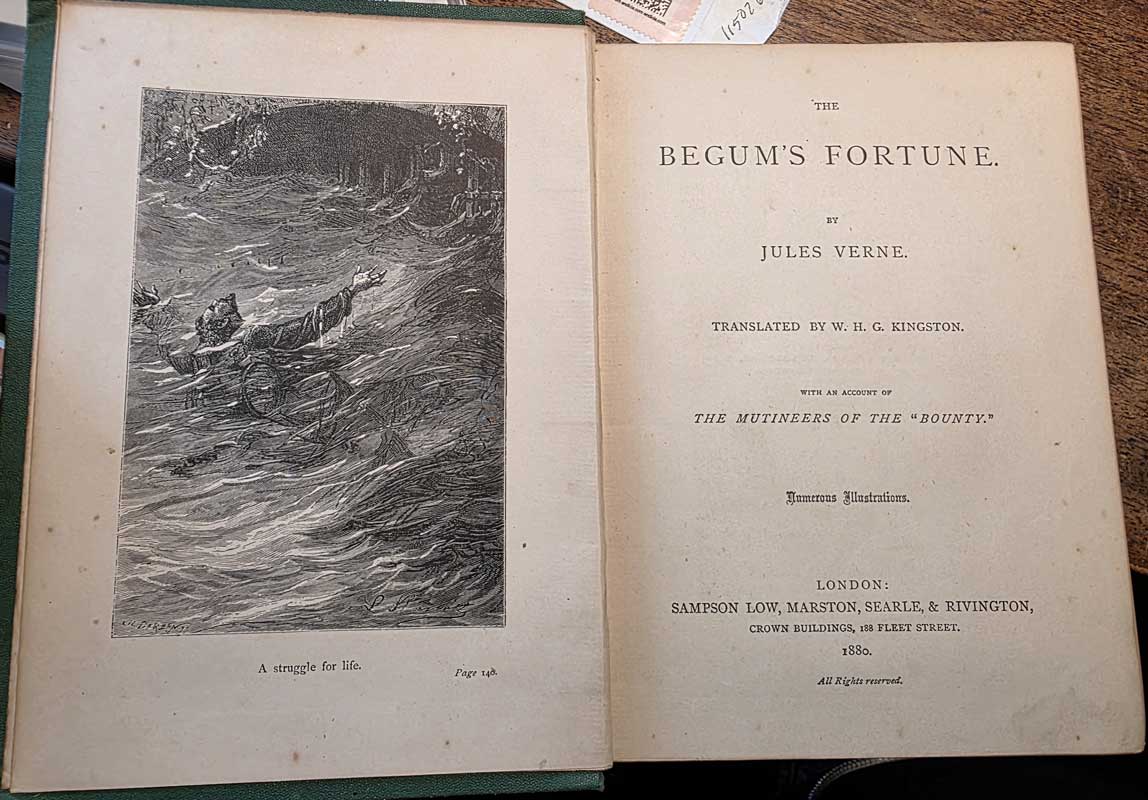 A struggle for life.
Page 140.
THE
BEGUM'S FORTUNE.
BY
JULES VERNE.
TRANSLATED BY W. H. G. KINGSTON.
WITH AN ACCOUNT OF
THE MUTINEERS OF THE "BOUNTY."
Numerous Illustrations.
LONDON:
SAMPSON LOW, MARSTON, SEARLE, & RIVINGTON,
CROWN BUILDINGS, 188 FLEET STREET.
1880.
All Rights reserved.